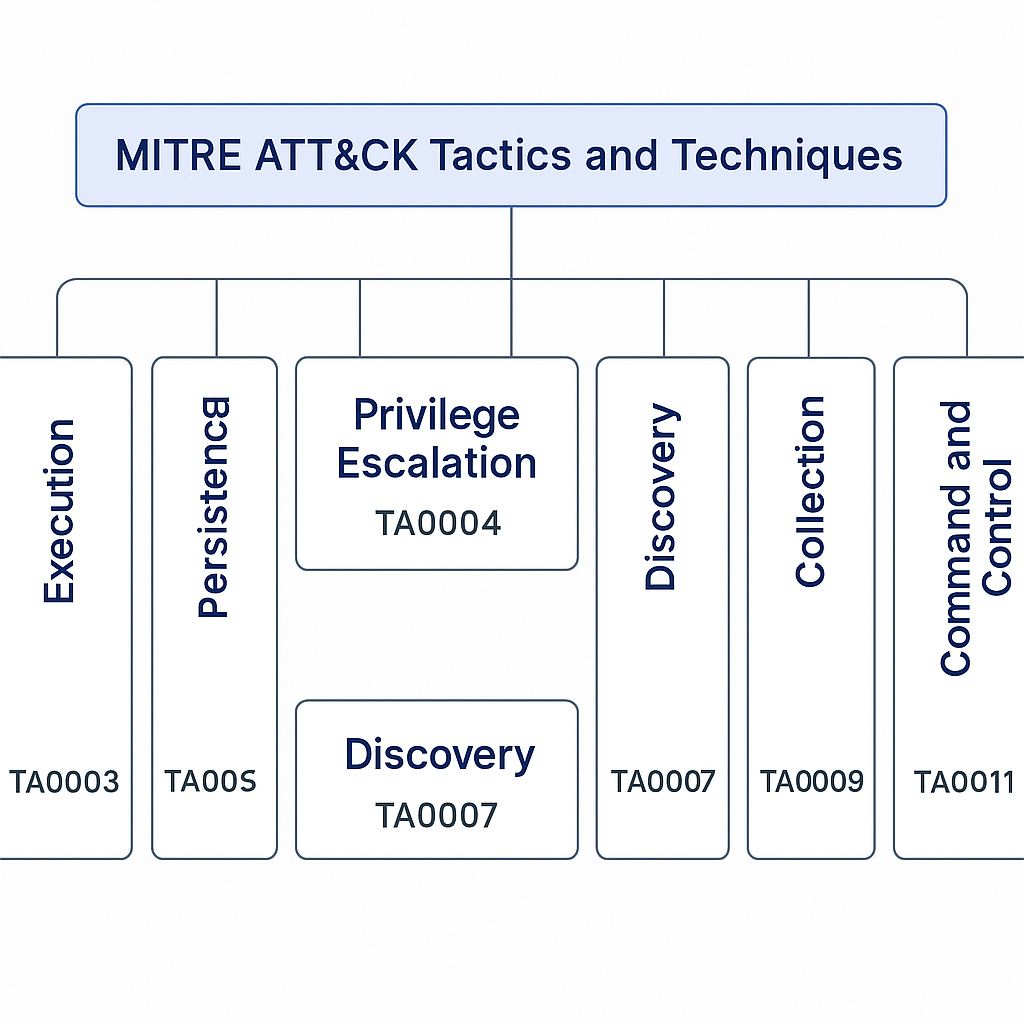 MITRE ATT&CK Tactics and Techniques
Execution
TA0003
Persistencɐ
TA00S
Privilege
Escalation
TA0004
Discovery
TA0007
Discovery
TA0007
Collection
TA0009
Command and
Control
TA0011